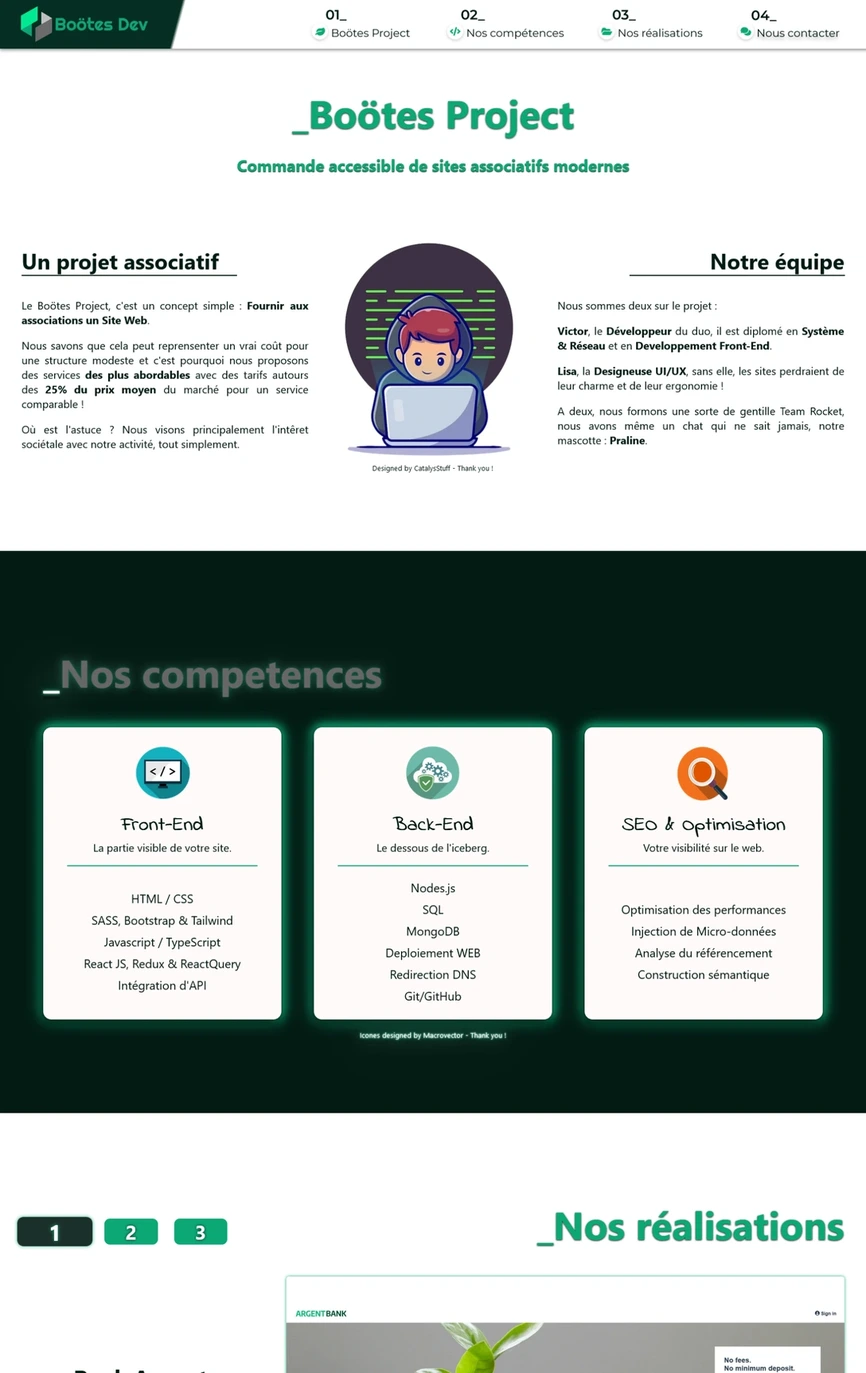 Boötes Dev
01_
Boötes Project
02_
Nos compétences
03_
Nos réalisations
04_
Nous contacter
_Boötes Project
Commande accessible de sites associatifs modernes
Un projet associatif
Le Boötes Project, c'est un concept simple : Fournir aux
associations un Site Web.
Nous savons que cela peut reprensenter un vrai coût pour
une structure modeste et c'est pourquoi nous proposons
des services des plus abordables avec des tarifs autours
des 25% du prix moyen du marché pour un service
comparable !
Où est l'astuce ? Nous visons principalement l'intêret
sociétale avec notre activité, tout simplement.
Designed by CatalysStuff - Thank you !
Notre équipe
Nous sommes deux sur le projet :
Victor, le Développeur du duo, il est diplomé en Système
& Réseau et en Developpement Front-End.
Lisa, la Designeuse UI/UX, sans elle, les sites perdraient de
leur charme et de leur ergonomie !
A deux, nous formons une sorte de gentille Team Rocket,
nous avons même un chat qui ne sait jamais, notre
mascotte : Praline.
_Nos competences
</>
Front-End
La partie visible de votre site.
HTML / CSS
SASS, Bootstrap & Tailwind
Javascript / TypeScript
React JS, Redux & ReactQuery
Intégration d'API
Back-End
Le dessous de l'iceberg.
Nodes.js
SQL
MongoDB
Deploiement WEB
Redirection DNS
Git/GitHub
SEO & Optimisation
Votre visibilité sur le web.
Optimisation des performances
Injection de Micro-données
Analyse du référencement
Construction sémantique
Icones designed by Macrovector - Thank you !
1
2
3
_Nos réalisations
ARGENTBANK
Sign In
No fees.
No minimum deposit.